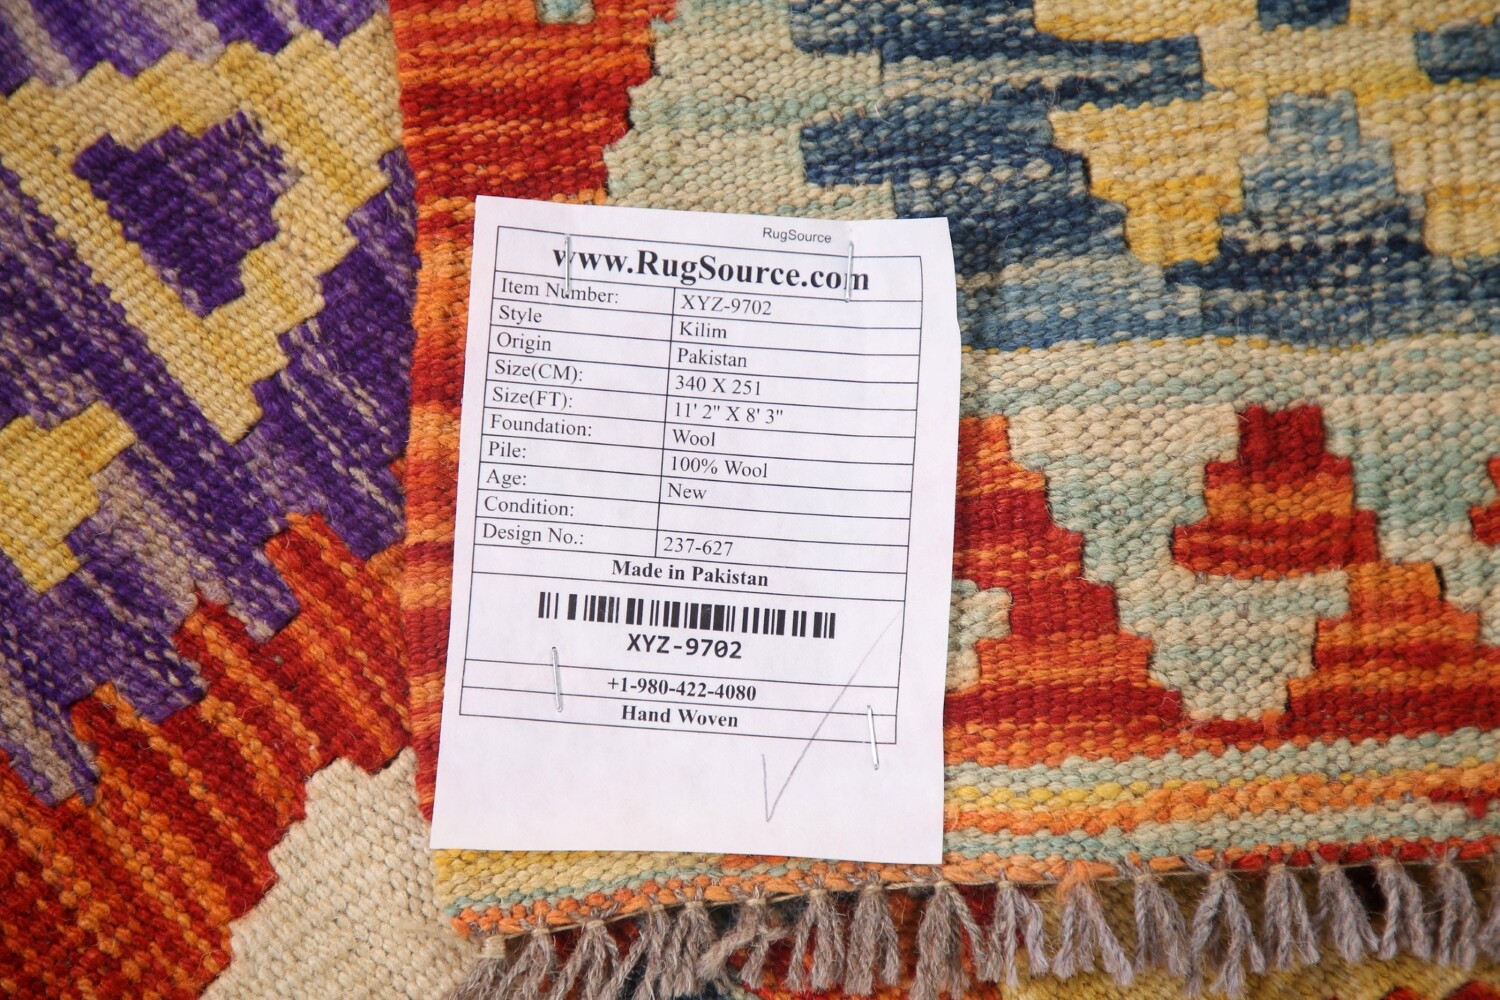 RugSource
www.RugSource.com
Item Number: XYZ-9702
Style Kilim
Origin Pakistan
Size(CM): 340 X 251
Size(FT): 11' 2" X 8' 3"
Foundation: Wool
Pile: 100% Wool
Age: New
Condition:
Design No.: 237-627
Made in Pakistan
XYZ-9702
+1-980-422-4080
Hand Woven